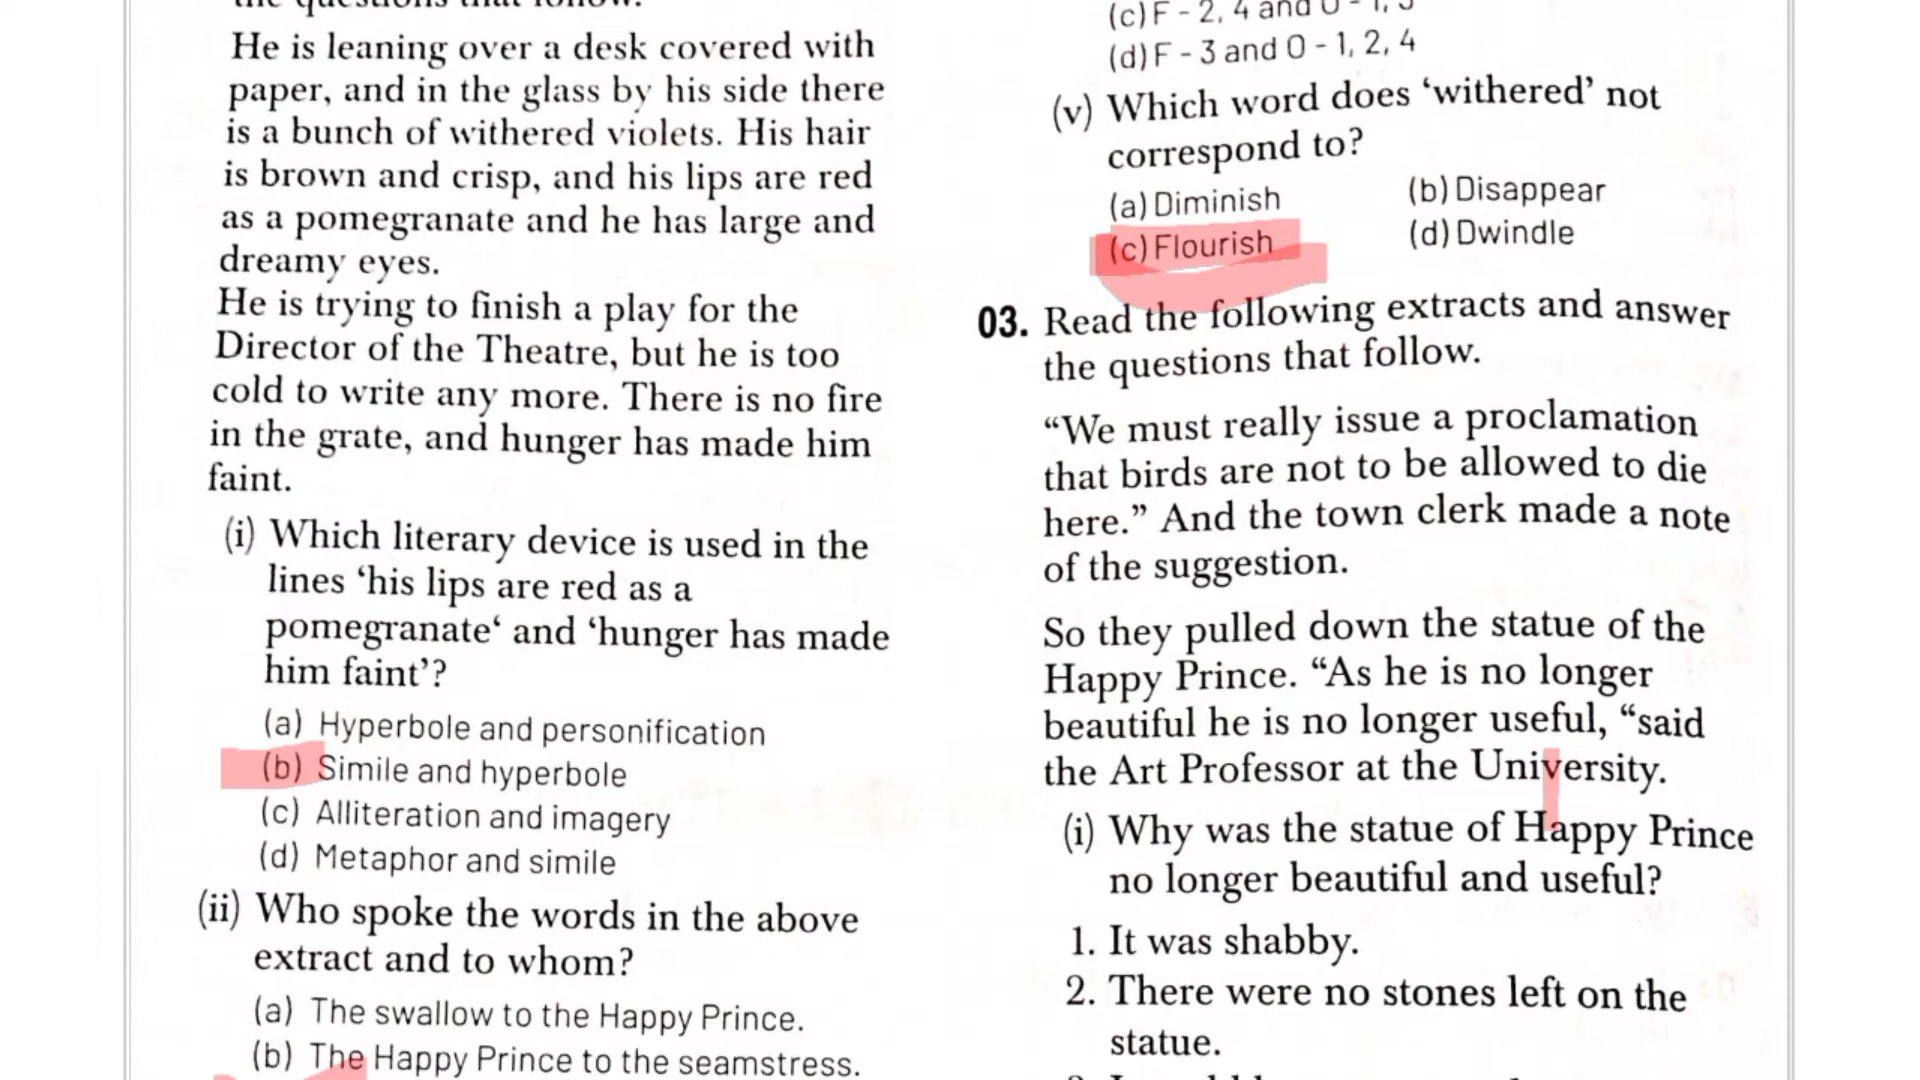 the questions that follow.
He is leaning over a desk covered with
paper, and in the glass by his side there
is a bunch of withered violets. His hair
is brown and crisp, and his lips are red
as a pomegranate and he has large and
dreamy eyes.
He is trying to finish a play for the
Director of the Theatre, but he is too
cold to write any more. There is no fire
in the grate, and hunger has made him
faint.
(i) Which literary device is used in the
lines ‘his lips are red as a
pomegranate‘ and ‘hunger has made
him faint’?
(a) Hyperbole and personification
(b) Simile and hyperbole
(c) Alliteration and imagery
(d) Metaphor and simile
(ii) Who spoke the words in the above
extract and to whom?
(a) The swallow to the Happy Prince.
(b) The Happy Prince to the seamstress.
(c) F - 2, 4 and O - 1, 3
(d) F - 3 and O - 1, 2, 4
(v) Which word does ‘withered’ not
correspond to?
(a) Diminish (b) Disappear
(c) Flourish (d) Dwindle
03. Read the following extracts and answer
the questions that follow.
“We must really issue a proclamation
that birds are not to be allowed to die
here.” And the town clerk made a note
of the suggestion.
So they pulled down the statue of the
Happy Prince. “As he is no longer
beautiful he is no longer useful, “said
the Art Professor at the University.
(i) Why was the statue of Happy Prince
no longer beautiful and useful?
1. It was shabby.
2. There were no stones left on the
statue.